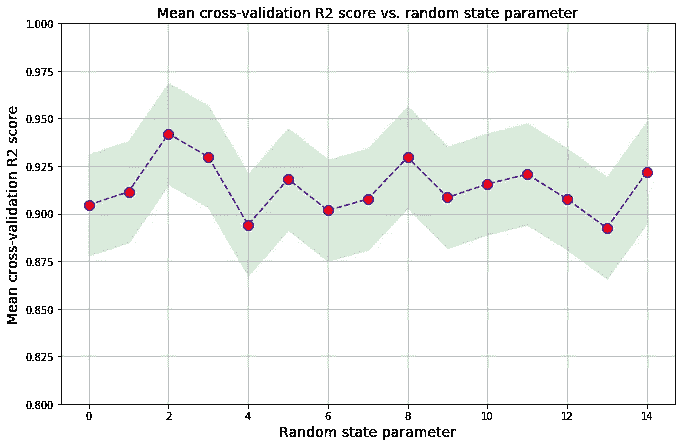 Mean cross-validation R2 score vs. random state parameter
1.000
0.975
0.950
0.925
0.900
0.875
0.850
0.825
0.800
Mean cross-validation R2 score
0 2 4 6 8 10 12 14
Random state parameter